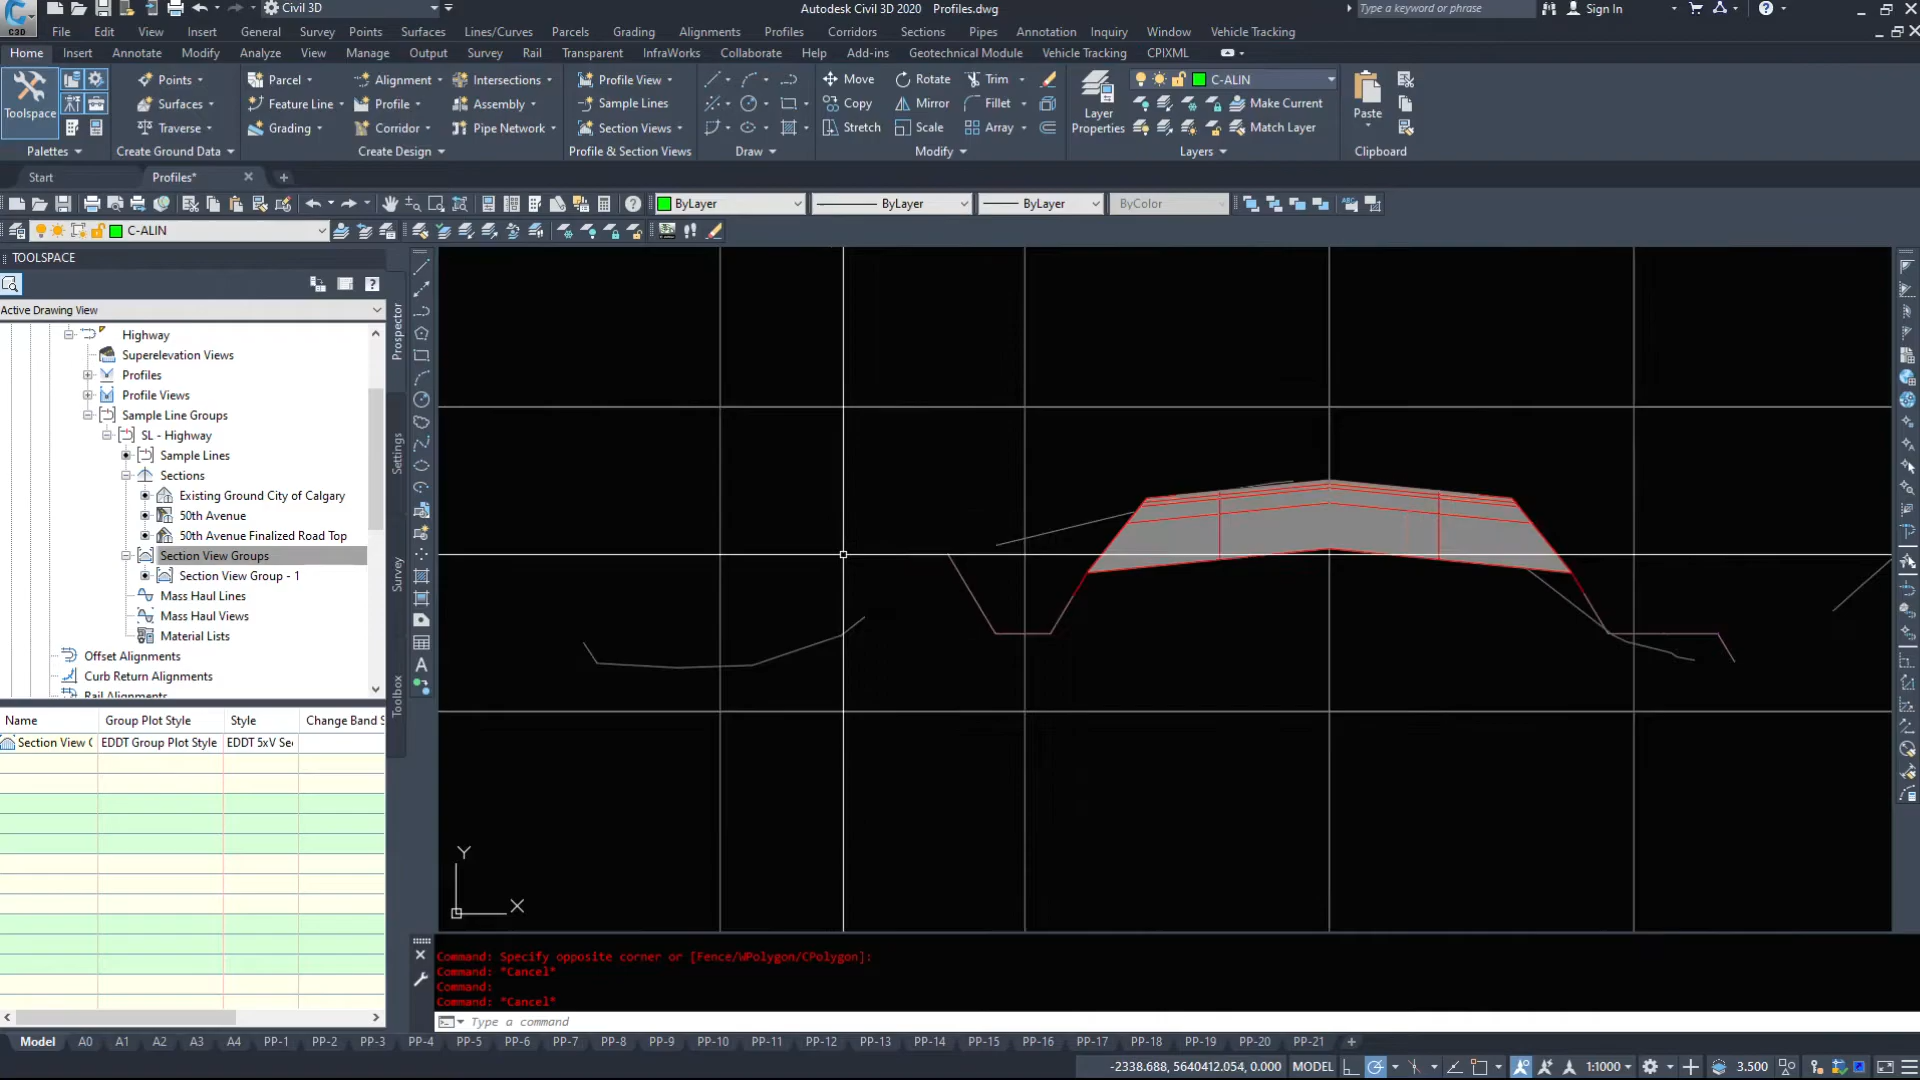 C3D
Civil 3D
Autodesk Civil 3D 2020 Profiles.dwg
Type a keyword or phrase
Sign In
File Edit View Insert General Survey Points Surfaces Lines/Curves Parcels Grading Alignments Profiles Corridors Sections Pipes Annotation Inquiry Window Vehicle Tracking
Home Insert Annotate Modify Analyze View Manage Output Survey Rail Transparent InfraWorks Collaborate Help Add-ins Geotechnical Module Vehicle Tracking CPIXML
Points Parcel Alignment Intersections Profile View Move Rotate Trim C-ALIN
Toolspace Surfaces Feature Line Profile Assembly Sample Lines Copy Mirror Fillet Layer Properties Make Current Paste
Traverse Grading Corridor Pipe Network Section Views Stretch Scale Array Match Layer
Palettes Create Ground Data Create Design Profile & Section Views Draw Modify Layers Clipboard
Start Profiles*
ByLayer ByLayer ByLayer ByColor
C-ALIN
TOOLSPACE
Active Drawing View
Highway
Superelevation Views
Profiles
Profile Views
Sample Line Groups
SL - Highway
Sample Lines
Sections
Existing Ground City of Calgary
50th Avenue
50th Avenue Finalized Road Top
Section View Groups
Section View Group - 1
Mass Haul Lines
Mass Haul Views
Material Lists
Offset Alignments
Curb Return Alignments
Rail Alignments
Prospector
Settings
Survey
Toolbox
Name Group Plot Style Style Change Band S
Section View G EDDT Group Plot Style EDDT 5xV Sec
Y
X
Command: Specify opposite corner or [Fence/WPolygon/CPolygon]:
Command: *Cancel*
Command:
Command: *Cancel*
Type a command
Model A0 A1 A2 A3 A4 PP-1 PP-2 PP-3 PP-4 PP-5 PP-6 PP-7 PP-8 PP-9 PP-10 PP-11 PP-12 PP-13 PP-14 PP-15 PP-16 PP-17 PP-18 PP-19 PP-20 PP-21
-2338.688, 5640412.054, 0.000 MODEL 1:1000 3.500